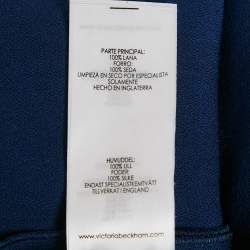 PARTE PRINCIPAL:
100% LANA
FORRO:
100% SEDA
LIMPIEZA EN SECO POR ESPECIALISTA
SOLAMENTE
HECHO EN INGLATERRA
HUVUDDEL:
100% ULL
FODER:
100% SILKE
ENDAST SPECIALISTKEMTVÄTT
TILLVERKAT I ENGLAND
www.victoriabeckham.com